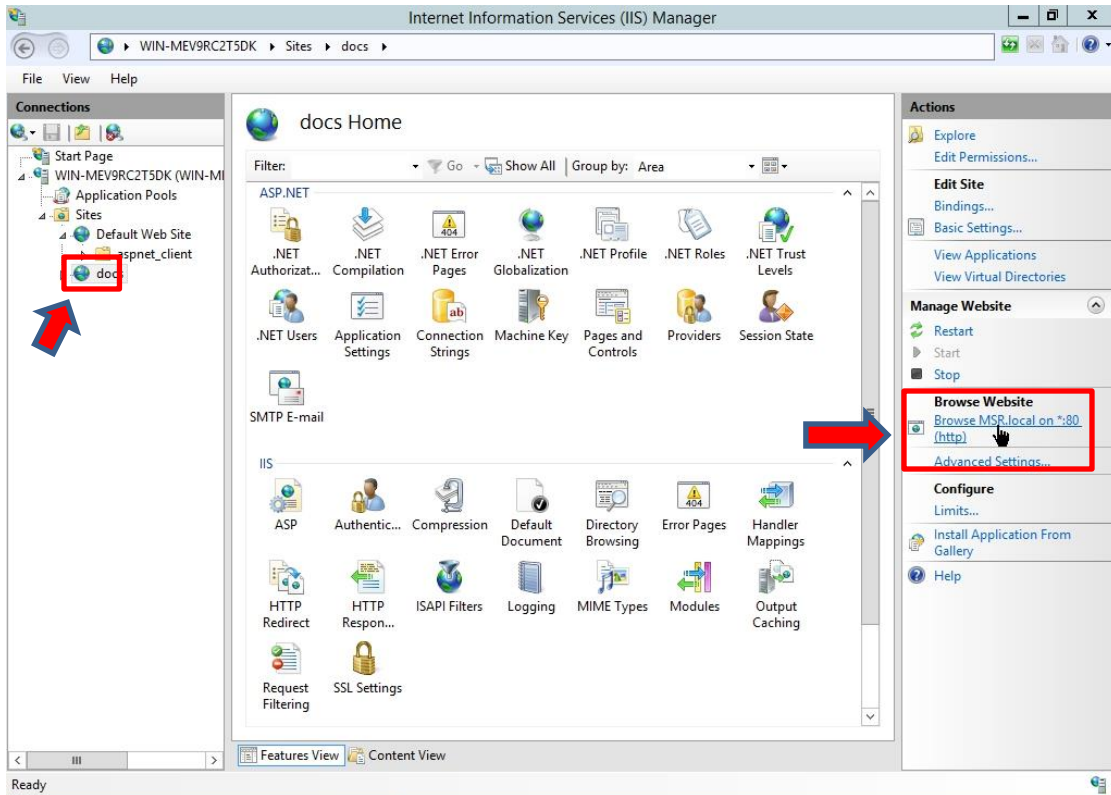 Internet Information Services (IIS) Manager
WIN-MEV9RC2T5DK Sites docs
File View Help
Connections
Start Page
WIN-MEV9RC2T5DK (WIN-MI
Application Pools
Sites
Default Web Site
aspnet_client
docs
docs Home
Filter: Go Show All Group by: Area
ASP.NET
.NET Authorizat...
.NET Compilation
.NET Error Pages
.NET Globalization
.NET Profile
.NET Roles
.NET Trust Levels
.NET Users
Application Settings
Connection Strings
Machine Key
Pages and Controls
Providers
Session State
SMTP E-mail
IIS
ASP
Authentic...
Compression
Default Document
Directory Browsing
Error Pages
Handler Mappings
HTTP Redirect
HTTP Respon...
ISAPI Filters
Logging
MIME Types
Modules
Output Caching
Request Filtering
SSL Settings
Features View Content View
Actions
Explore
Edit Permissions...
Edit Site
Bindings...
Basic Settings...
View Applications
View Virtual Directories
Manage Website
Restart
Start
Stop
Browse Website
Browse MSR.local on *:80
(http)
Advanced Settings...
Configure
Limits...
Install Application From
Gallery
Help
Ready